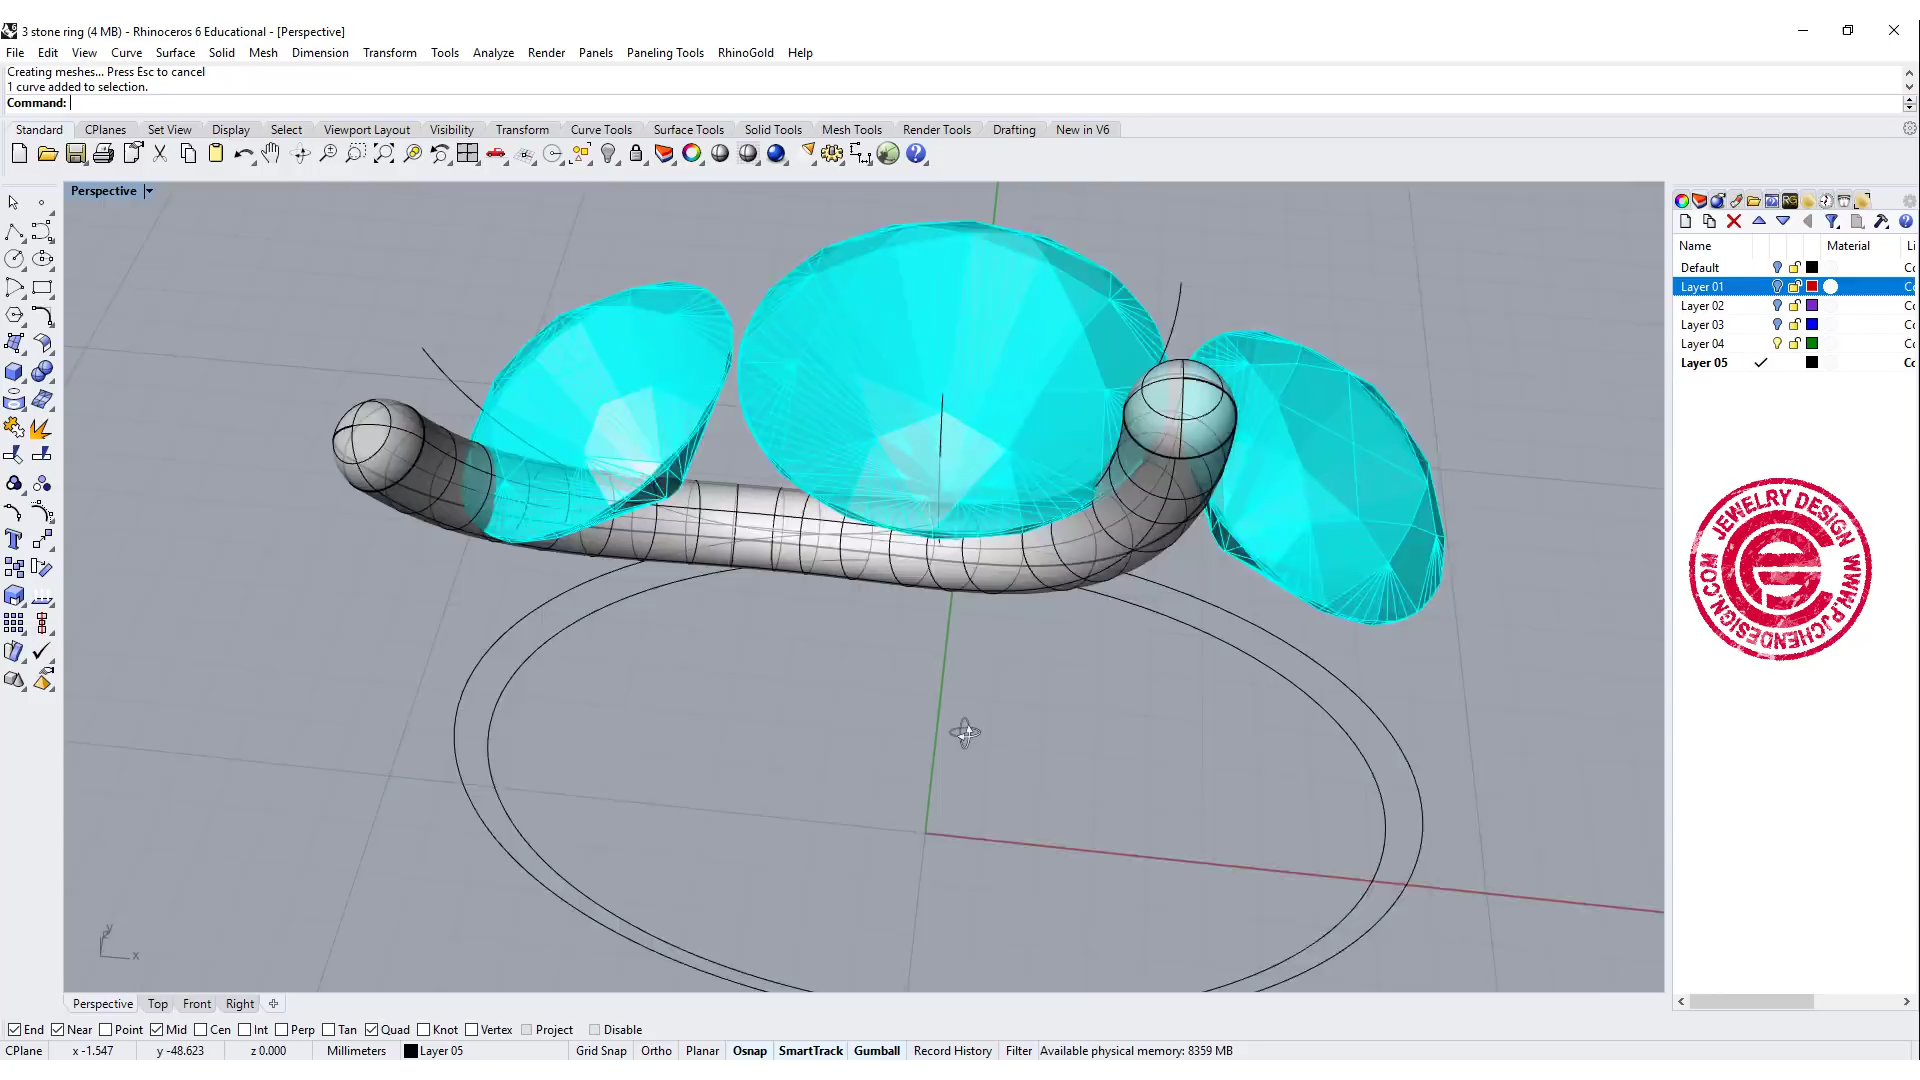 3 stone ring (4 MB) - Rhinoceros 6 Educational - [Perspective]
File Edit View Curve Surface Solid Mesh Dimension Transform Tools Analyze Render Panels Paneling Tools RhinoGold Help
Creating meshes... Press Esc to cancel
1 curve added to selection.
Command:
Standard CPlanes Set View Display Select Viewport Layout Visibility Transform Curve Tools Surface Tools Solid Tools Mesh Tools Render Tools Drafting New in V6
Perspective
Name Material Li
Default
Layer 01
Layer 02
Layer 03
Layer 04
Layer 05
JEWELRY DESIGN
WWW.PJCHENDESIGN.COM
y
x
Perspective Top Front Right
End Near Point Mid Cen Int Perp Tan Quad Knot Vertex Project Disable
CPlane x -1.547 y -48.623 z 0.000 Millimeters Layer 05 Grid Snap Ortho Planar Osnap SmartTrack Gumball Record History Filter Available physical memory: 8359 MB